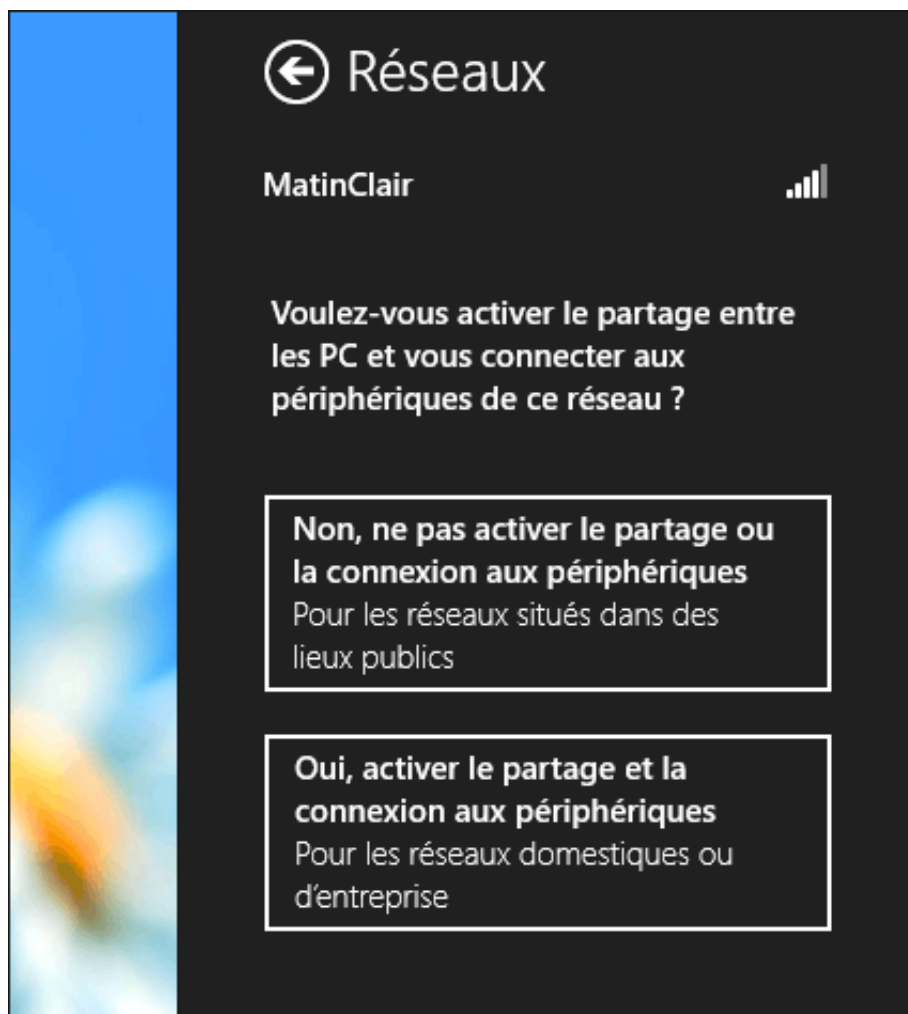 Réseaux
MatinClair
Voulez-vous activer le partage entre
les PC et vous connecter aux
périphériques de ce réseau ?
Non, ne pas activer le partage ou
la connexion aux périphériques
Pour les réseaux situés dans des
lieux publics
Oui, activer le partage et la
connexion aux périphériques
Pour les réseaux domestiques ou
d'entreprise